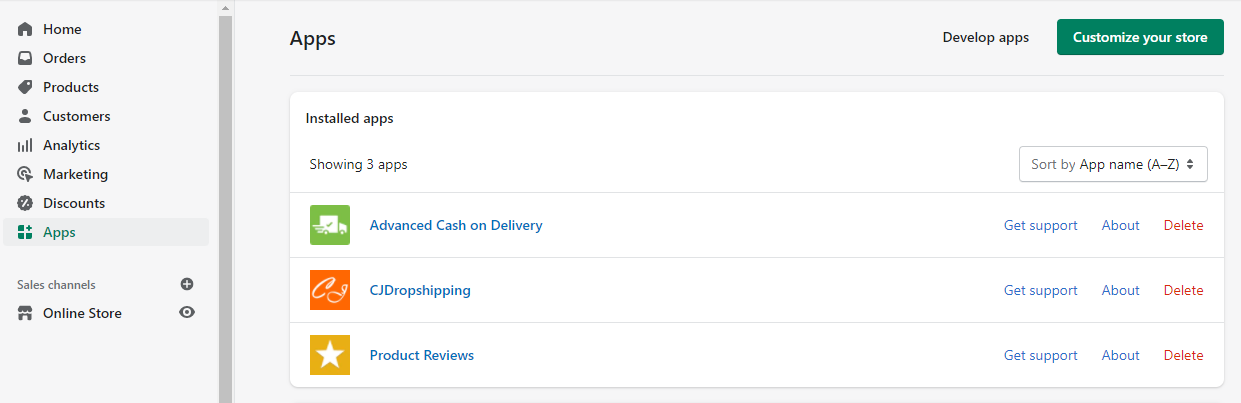 Home
Orders
Products
Customers
Analytics
Marketing
Discounts
Apps
Sales channels
Online Store
Apps
Develop apps
Customize your store
Installed apps
Showing 3 apps
Sort by App name (A–Z)
Advanced Cash on Delivery
Get support About Delete
CJ
CJDropshipping
Get support About Delete
Product Reviews
Get support About Delete